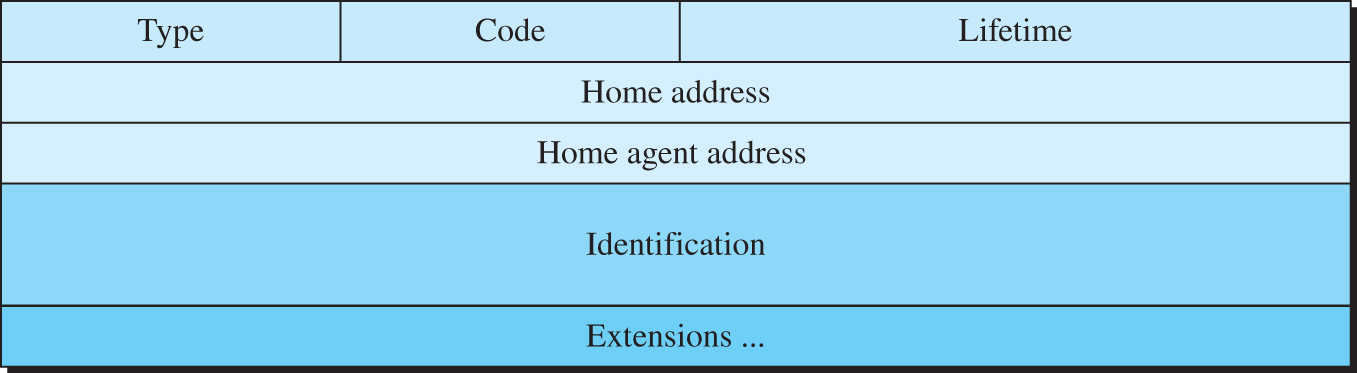 Type Code Lifetime
Home address
Home agent address
Identification
Extensions ...